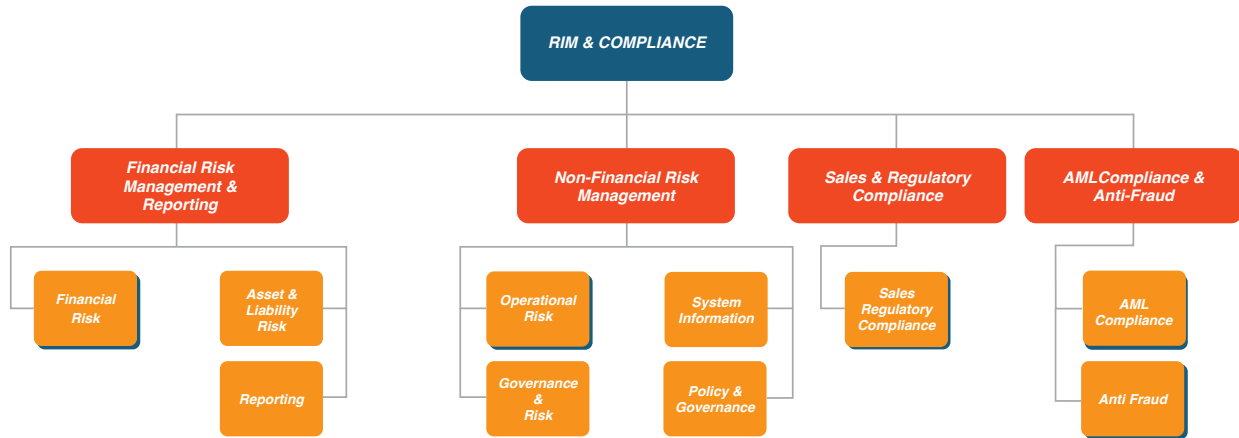 RIM & COMPLIANCE
Financial Risk
Management &
Reporting
Non-Financial Risk
Management
Sales & Regulatory
Compliance
AMLCompliance &
Anti-Fraud
Financial
Risk
Asset &
Liability
Risk
Operational
Risk
System
Information
Sales
Regulatory
Compliance
AML
Compliance
Reporting
Governance
&
Risk
Policy &
Governance
Anti Fraud